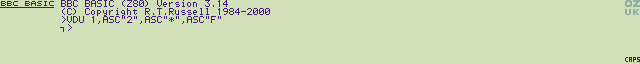 BBC BASIC
BBC BASIC (Z80) Version 3.14
(C) Copyright R.T.Russell 1984-2000
>VDU 1,ASC"2",ASC"*",ASC"F"
┐>
OZ
UK
CAPS